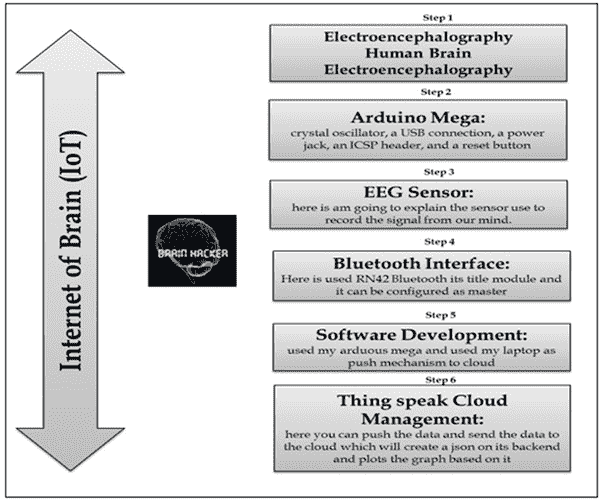 Internet of Brain (IoT)
BRAIN HACKER
Step 1
Electroencephalography
Human Brain
Electroencephalography
Step 2
Arduino Mega:
crystal oscillator, a USB connection, a power
jack, an ICSP header, and a reset button
Step 3
EEG Sensor:
here is am going to explain the sensor use to
record the signal from our mind.
Step 4
Bluetooth Interface:
Here is used RN42 Bluetooth its title module and
it can be configured as master
Step 5
Software Development:
used my arduous mega and used my laptop as
push mechanism to cloud
Step 6
Thing speak Cloud
Management:
here you can push the data and send the data to
the cloud which will create a json on its backend
and plots the graph based on it